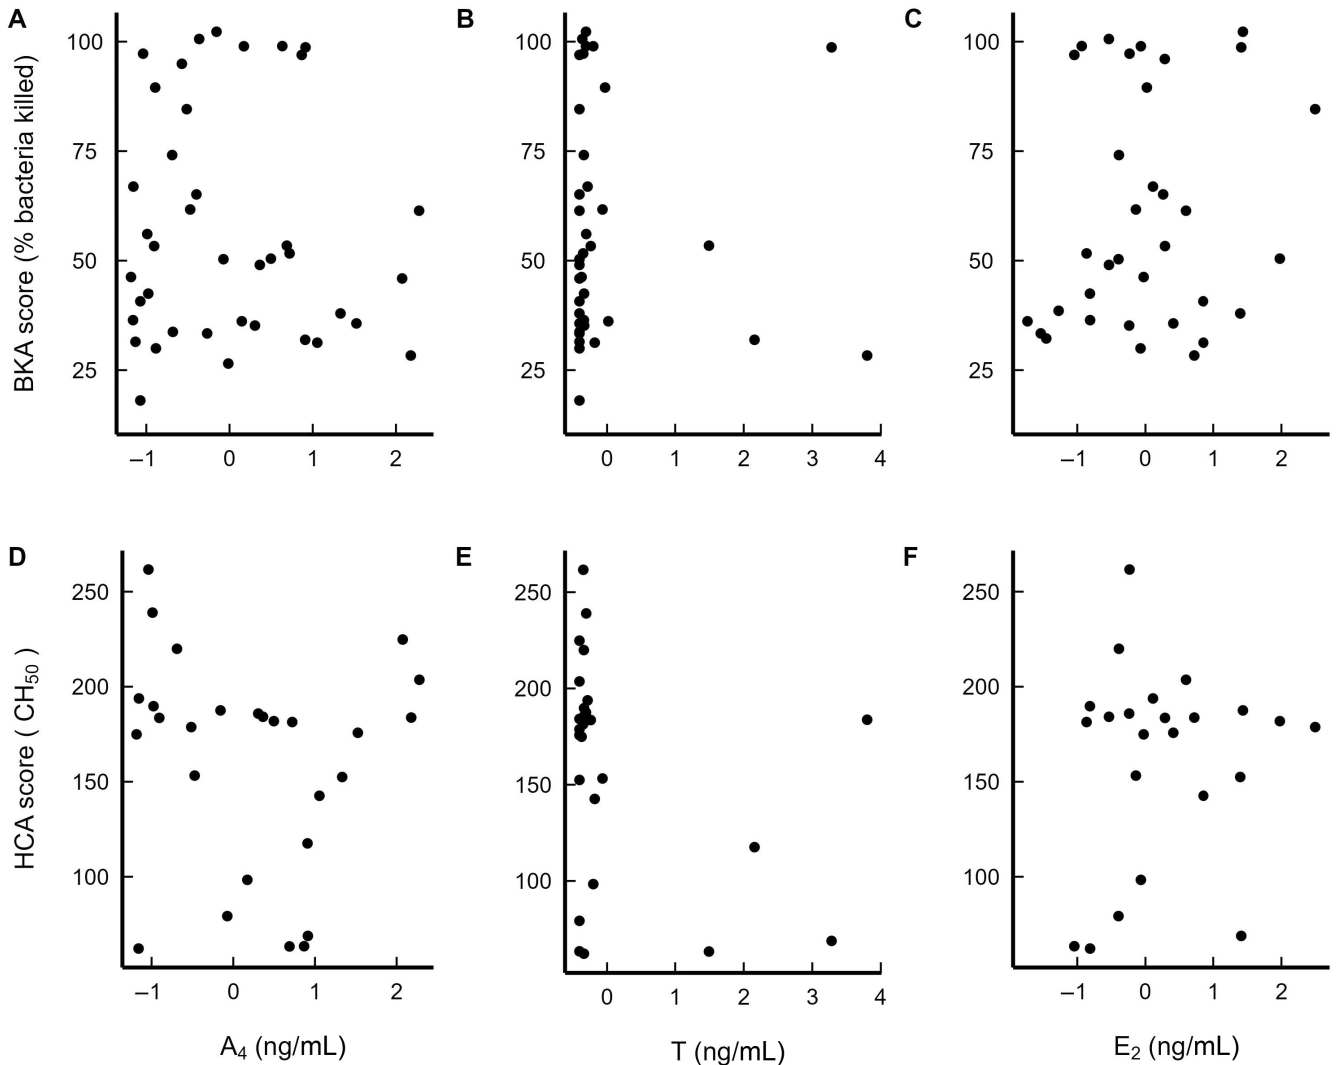 A
BKA score (% bacteria killed)
100
75
50
25
–1 0 1 2
B
100
75
50
25
0 1 2 3 4
C
100
75
50
25
–1 0 1 2
D
HCA score ( CH50 )
250
200
150
100
–1 0 1 2
A4 (ng/mL)
E
250
200
150
100
0 1 2 3 4
T (ng/mL)
F
250
200
150
100
–1 0 1 2
E2 (ng/mL)